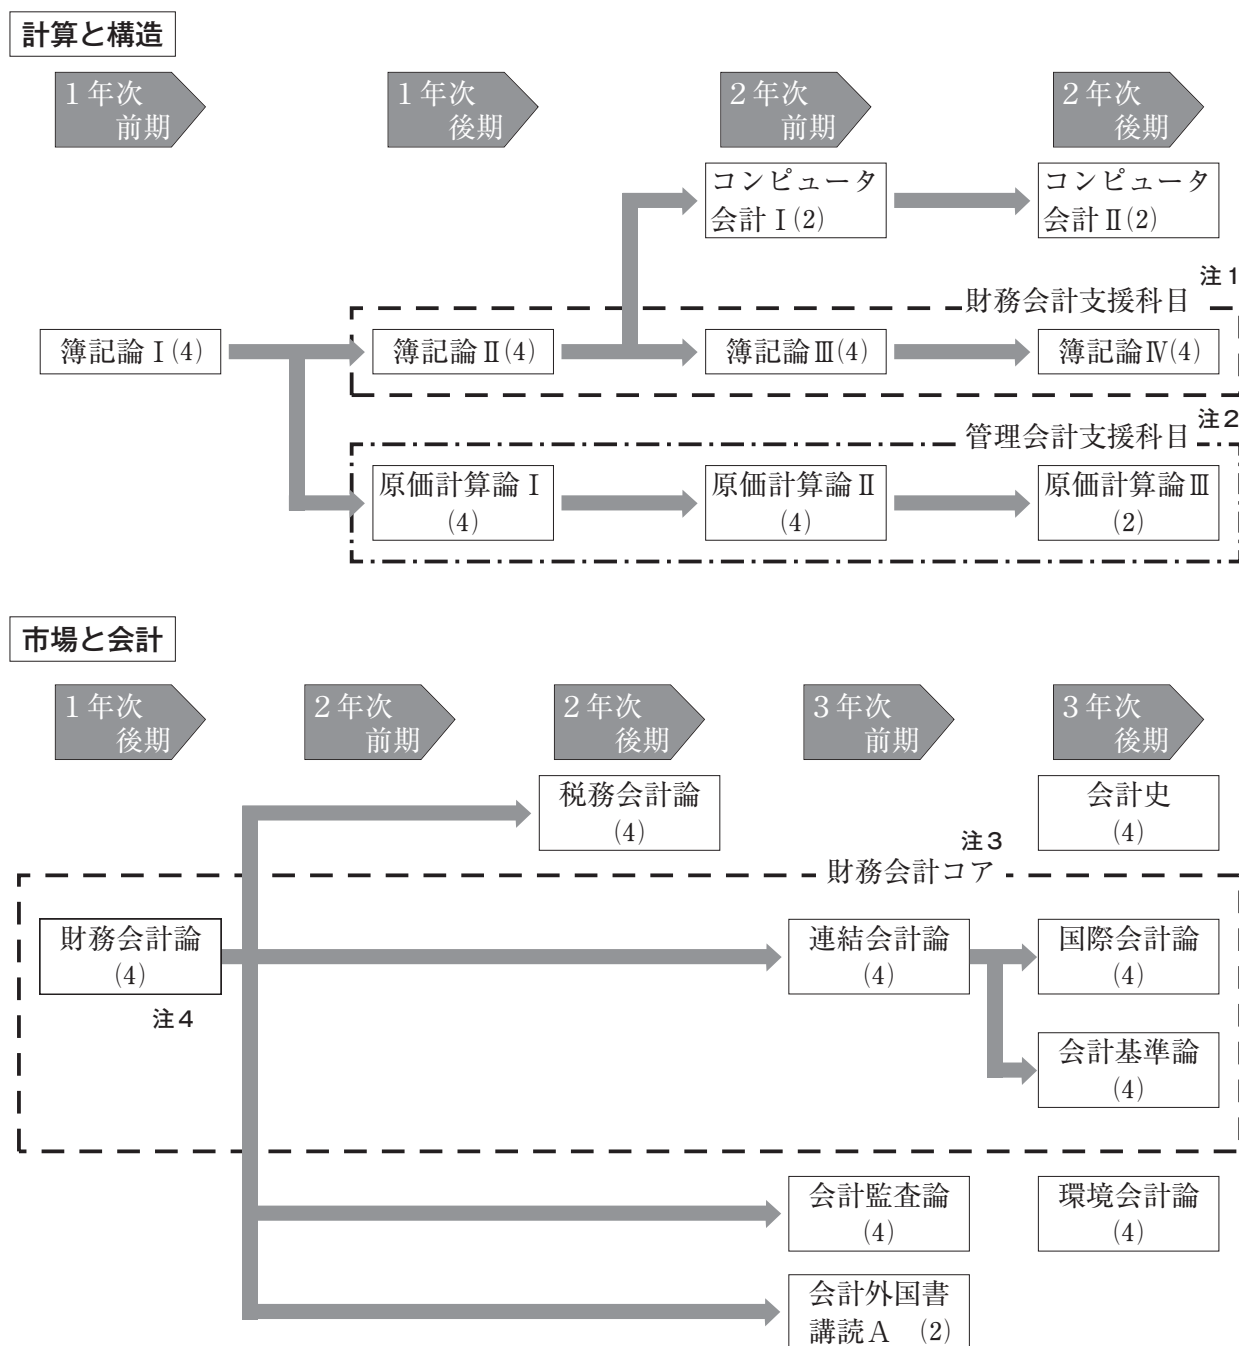 計算と構造
1年次
前期
1年次
後期
2年次
前期
2年次
後期
コンピュータ
会計Ⅰ(2)
コンピュータ
会計Ⅱ(2)
注1
財務会計支援科目
簿記論Ⅰ(4)
簿記論Ⅱ(4)
簿記論Ⅲ(4)
簿記論Ⅳ(4)
注2
管理会計支援科目
原価計算論Ⅰ
(4)
原価計算論Ⅱ
(4)
原価計算論Ⅲ
(2)
市場と会計
1年次
後期
2年次
前期
2年次
後期
3年次
前期
3年次
後期
税務会計論
(4)
会計史
(4)
注3
財務会計コア
財務会計論
(4)
注4
連結会計論
(4)
国際会計論
(4)
会計基準論
(4)
会計監査論
(4)
環境会計論
(4)
会計外国書
講読A (2)